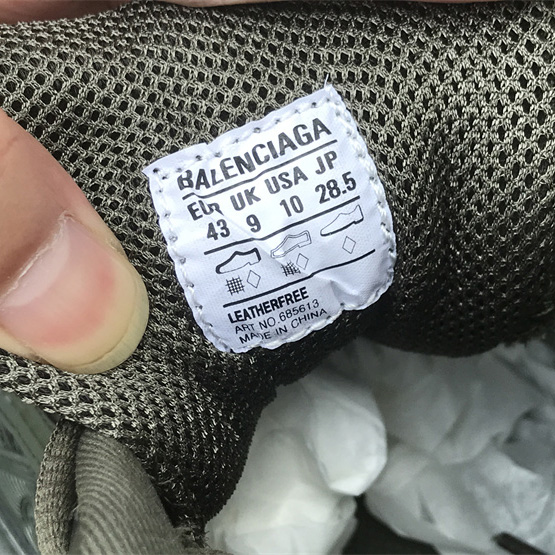 BALENCIAGA
EUR UK USA JP
43 9 10 28.5
LEATHERFREE
ART NO.685613
MADE IN CHINA